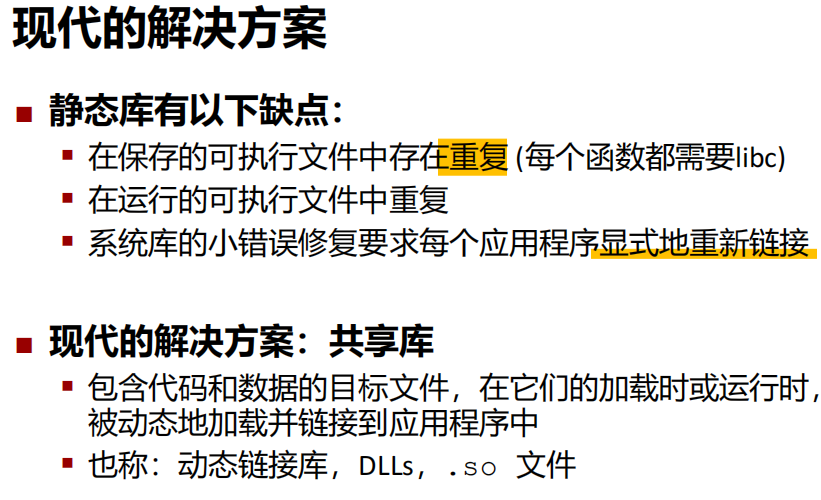 现代的解决方案
■ 静态库有以下缺点：
▪ 在保存的可执行文件中存在重复 (每个函数都需要libc)
▪ 在运行的可执行文件中重复
▪ 系统库的小错误修复要求每个应用程序显式地重新链接
■ 现代的解决方案：共享库
▪ 包含代码和数据的目标文件，在它们的加载时或运行时，
被动态地加载并链接到应用程序中
▪ 也称：动态链接库，DLLs，.so 文件